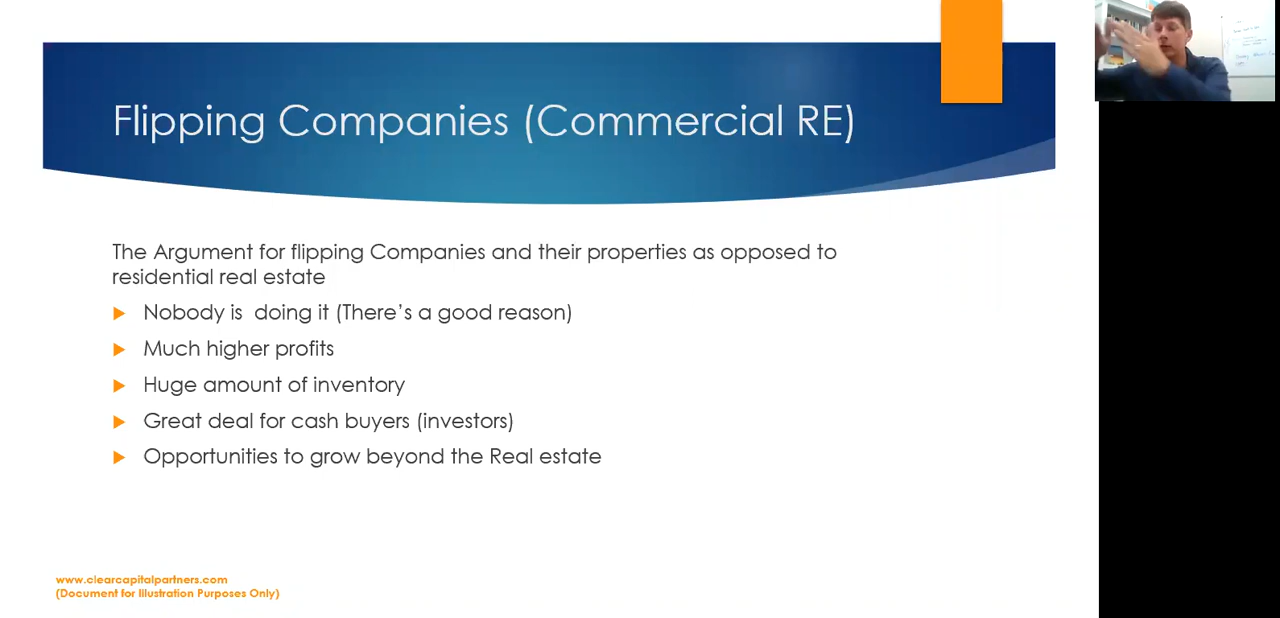 Flipping Companies (Commercial RE)
The Argument for flipping Companies and their properties as opposed to
residential real estate
Nobody is doing it (There's a good reason)
Much higher profits
Huge amount of inventory
Great deal for cash buyers (investors)
Opportunities to grow beyond the Real estate
www.clearcapitalpartners.com
(Document for Illustration Purposes Only)